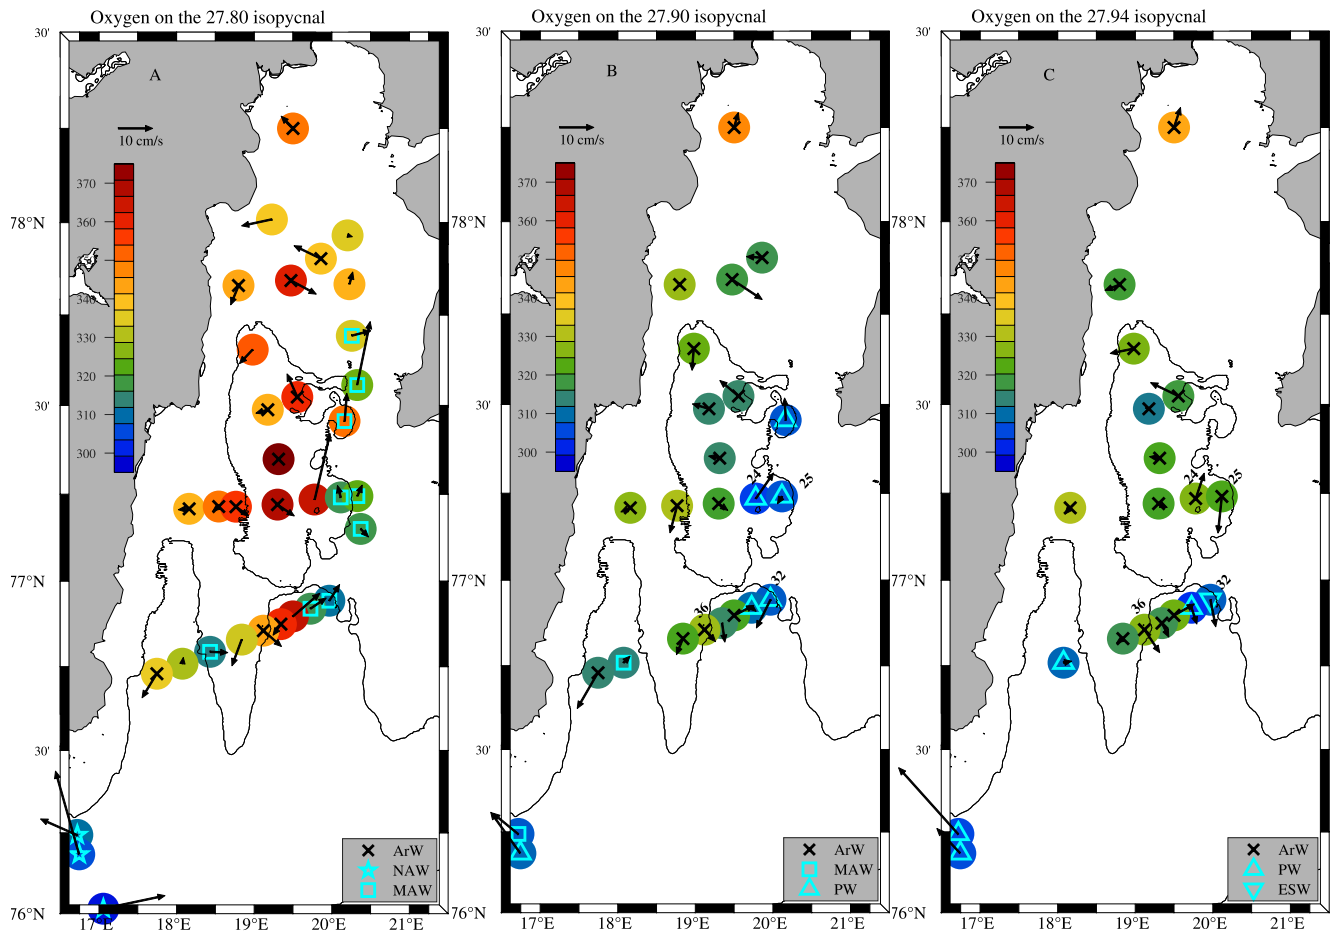 Oxygen on the 27.80 isopycnal
30'
A
10 cm/s
370
360
340
330
320
310
300
78°N
30'
77°N
30'
76°N
17°E
18°E
19°E
20°E
21°E
ArW
NAW
MAW
Oxygen on the 27.90 isopycnal
30'
B
10 cm/s
370
360
340
330
320
310
300
78°N
30'
77°N
30'
76°N
24
25
32
36
17°E
18°E
19°E
20°E
21°E
ArW
MAW
PW
Oxygen on the 27.94 isopycnal
30'
C
10 cm/s
370
360
340
330
320
310
300
78°N
30'
77°N
30'
76°N
25
32
36
17°E
18°E
19°E
20°E
21°E
ArW
PW
ESW